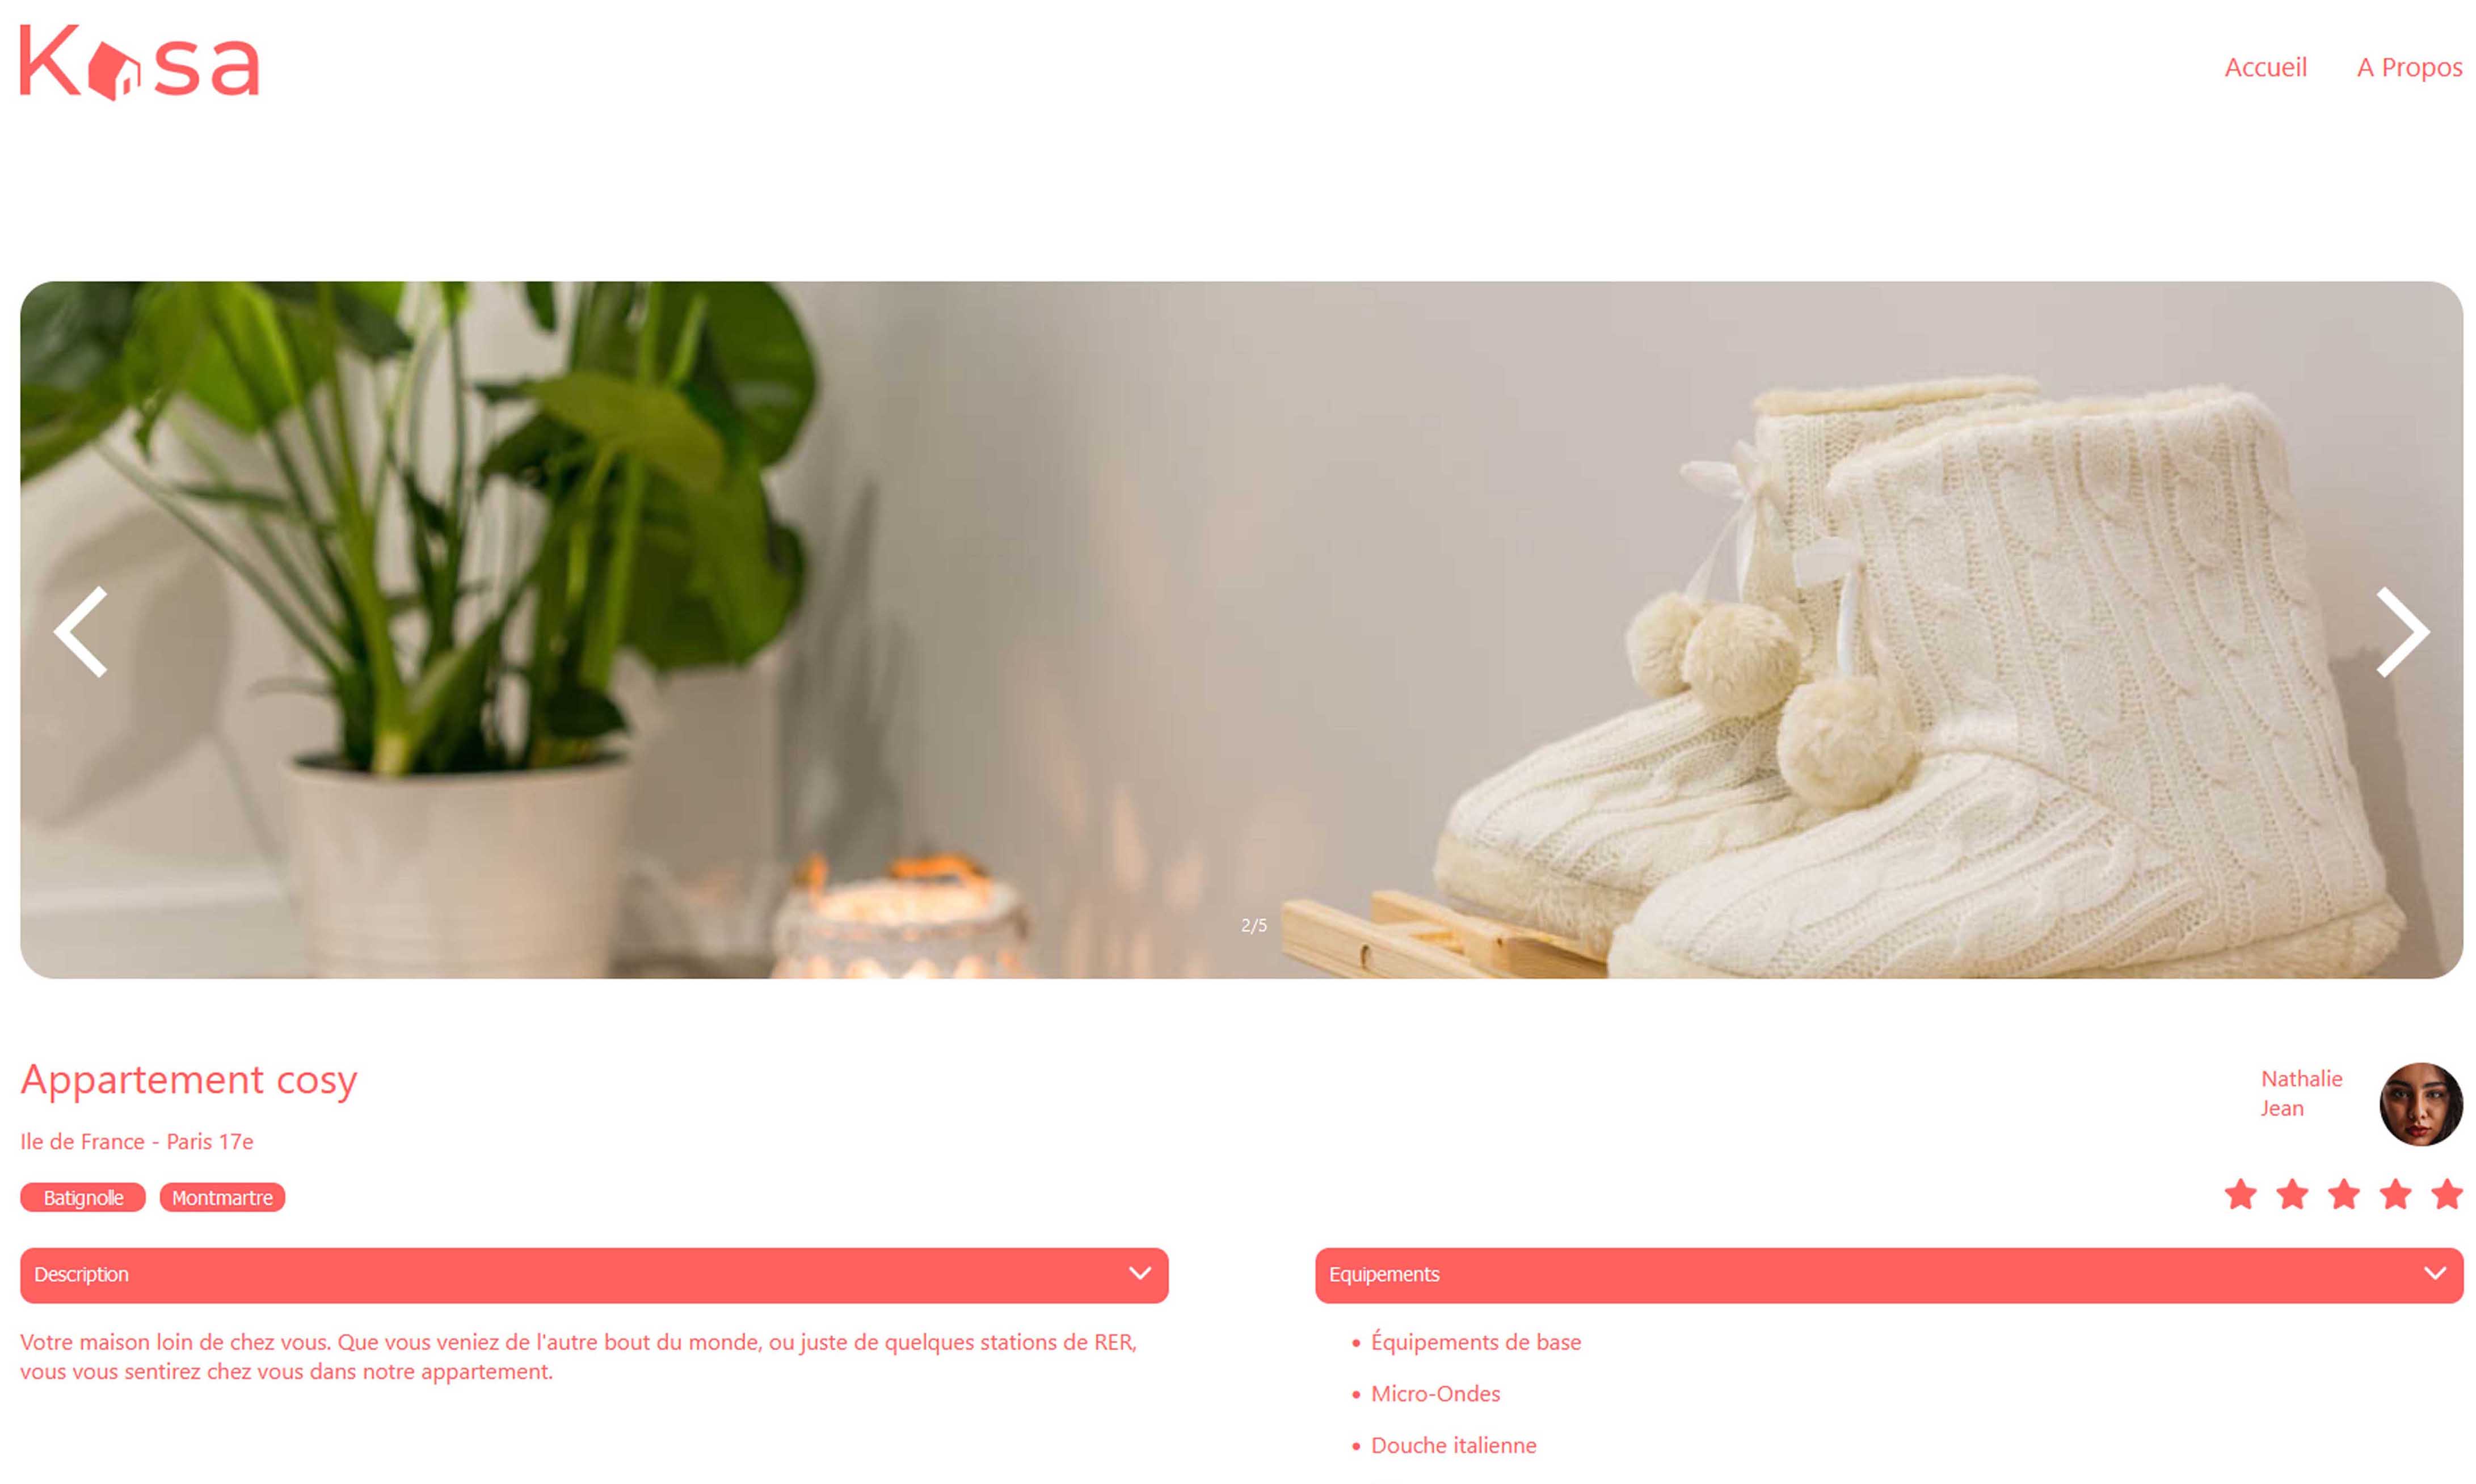 Kasa
Accueil
A Propos
2/5
Appartement cosy
Ile de France - Paris 17e
Batignolle
Montmartre
Nathalie
Jean
Description
Votre maison loin de chez vous. Que vous veniez de l'autre bout du monde, ou juste de quelques stations de RER,
vous vous sentirez chez vous dans notre appartement.
Equipements
• Équipements de base
• Micro-Ondes
• Douche italienne